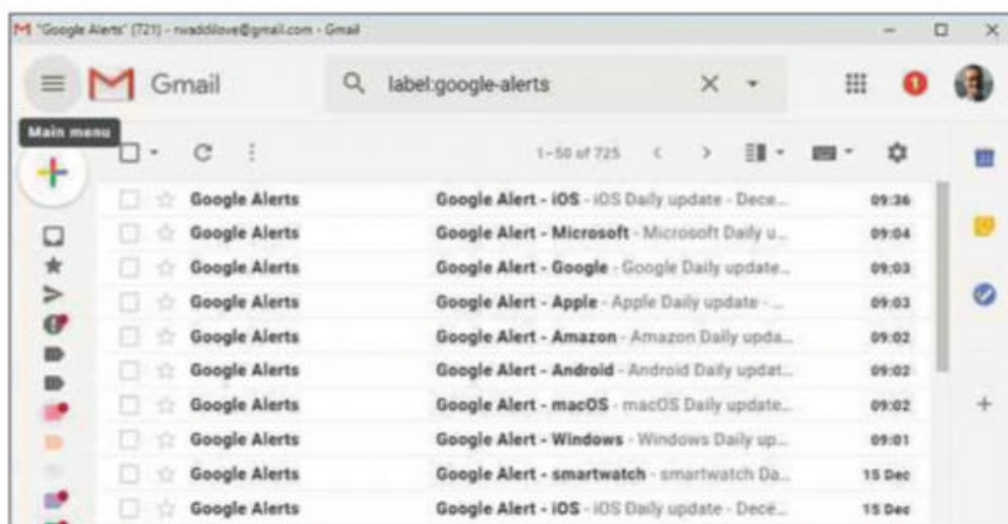 "Google Alerts" (721) - rwaddilove@gmail.com - Gmail
Gmail label:google-alerts 1
Main menu
1-50 of 725
Google Alerts Google Alert - iOS - iOS Daily update - Dece... 09:36
Google Alerts Google Alert - Microsoft - Microsoft Daily u... 09:04
Google Alerts Google Alert - Google - Google Daily update... 09:03
Google Alerts Google Alert - Apple - Apple Daily update - ... 09:03
Google Alerts Google Alert - Amazon - Amazon Daily upda... 09:02
Google Alerts Google Alert - Android - Android Daily updat... 09:02
Google Alerts Google Alert - macOS - macOS Daily update... 09:02
Google Alerts Google Alert - Windows - Windows Daily up... 09:01
Google Alerts Google Alert - smartwatch - smartwatch Da... 15 Dec
Google Alerts Google Alert - iOS - iOS Daily update - Dece... 15 Dec